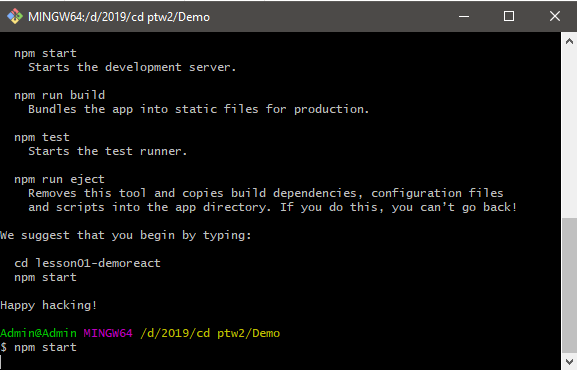 MINGW64:/d/2019/cd ptw2/Demo
npm start
Starts the development server.
npm run build
Bundles the app into static files for production.
npm test
Starts the test runner.
npm run eject
Removes this tool and copies build dependencies, configuration files
and scripts into the app directory. If you do this, you can't go back!
We suggest that you begin by typing:
cd lesson01-demoreact
npm start
Happy hacking!
Admin@Admin MINGW64 /d/2019/cd ptw2/Demo
$ npm start